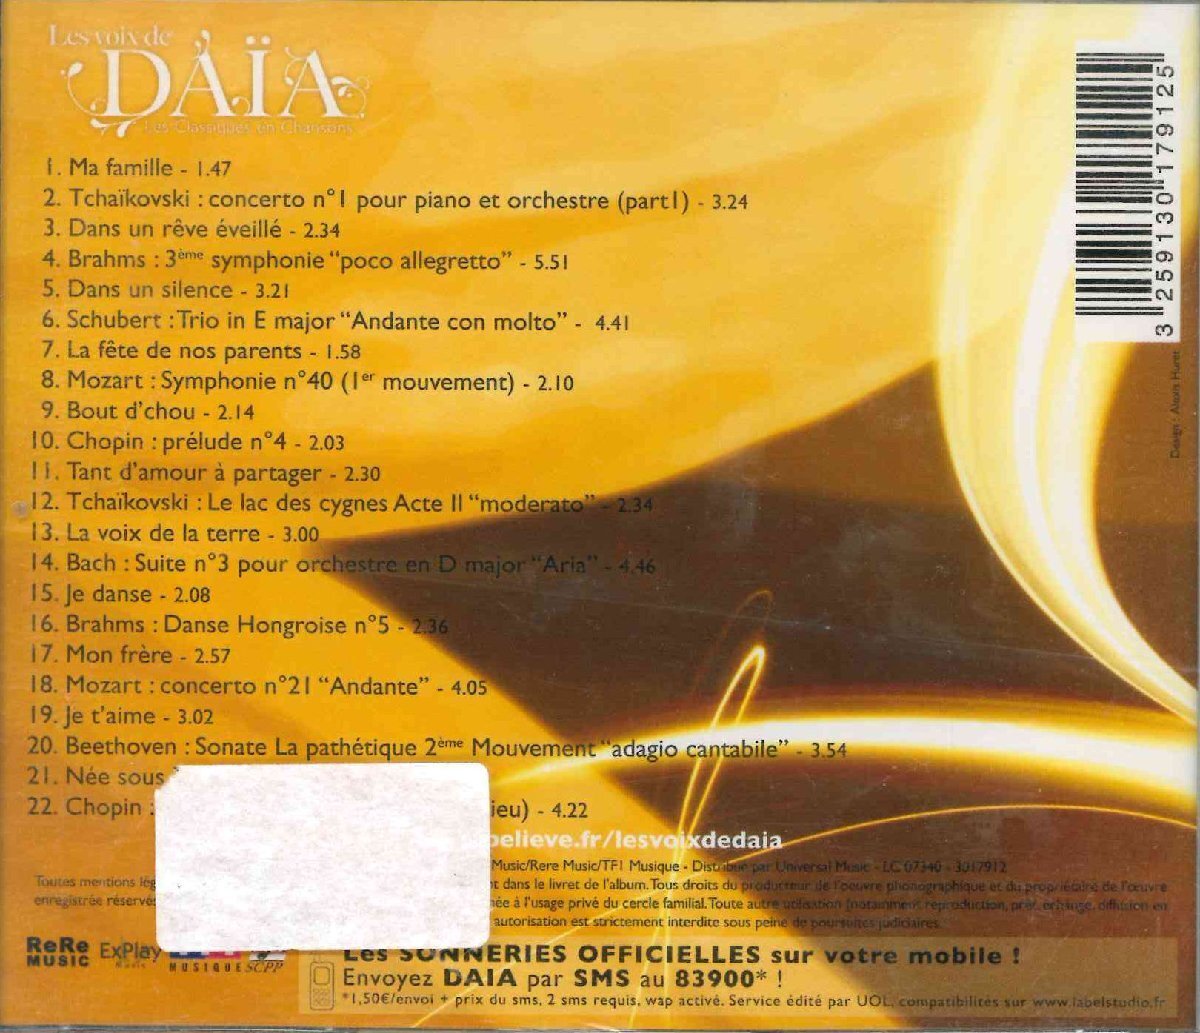 Les voix de
DAÏA
Les Classiques en Chansons
1. Ma famille - 1.47
2. Tchaïkovski : concerto n°1 pour piano et orchestre (part1) - 3.24
3. Dans un rêve éveillé - 2.34
4. Brahms : 3ème symphonie "poco allegretto" - 5.51
5. Dans un silence - 3.21
6. Schubert : Trio in E major "Andante con molto" - 4.41
7. La fête de nos parents - 1.58
8. Mozart : Symphonie n°40 (1er mouvement) - 2.10
9. Bout d'chou - 2.14
10. Chopin : prélude n°4 - 2.03
11. Tant d'amour à partager - 2.30
12. Tchaïkovski : Le lac des cygnes Acte II "moderato" - 2.34
13. La voix de la terre - 3.00
14. Bach : Suite n°3 pour orchestre en D major "Aria" - 4.46
15. Je danse - 2.08
16. Brahms : Danse Hongroise n°5 - 2.36
17. Mon frère - 2.57
18. Mozart : concerto n°21 "Andante" - 4.05
19. Je t'aime - 3.02
20. Beethoven : Sonate La pathétique 2ème Mouvement "adagio cantabile" - 3.54
21. Née sous
22. Chopin : ieu) - 4.22
believe.fr/lesvoixdedaia
Music/Rere Music/TF1 Musique - Distribué par Universal Music - LC 07340 - 3017912
Toutes mentions lég t dans le livret de l'album. Tous droits du producteur de l'oeuvre phonographique et du propriétaire de l'œuvre
enregistrée réservés ée à l'usage privé du cercle familial. Toute autre utilisation (notamment reproduction, prêt, échange, diffusion en
autorisation est strictement interdite sous peine de poursuites judiciaires.
ReRe
MUSIC
ExPlay
MUSIQUE
SCPP
Les SONNERIES OFFICIELLES sur votre mobile !
Envoyez DAIA par SMS au 83900* !
*1,50€/envoi + prix du sms, 2 sms requis, wap activé. Service édité par UOL, compatibilités sur www.labelstudio.fr
3 259130 179125
Design : Alexis Huret